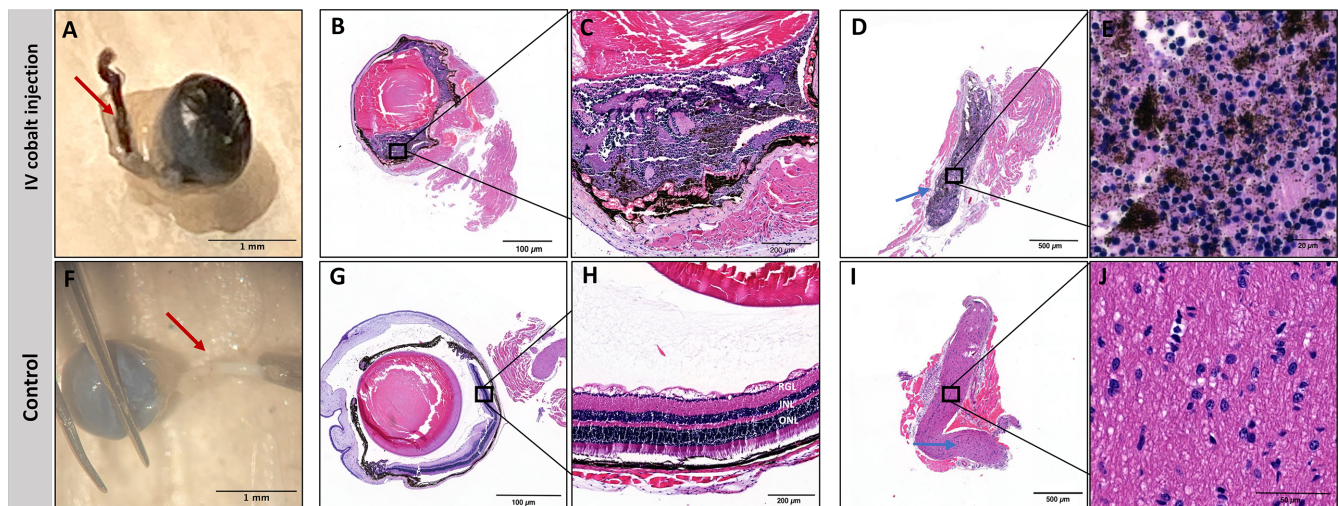 IV cobalt injection
A
1 mm
B
100 µm
C
200 µm
D
500 µm
E
20 µm
Control
F
1 mm
G
100 µm
H
RGL
JNL
ONL
200 µm
I
500 µm
J
50 µm